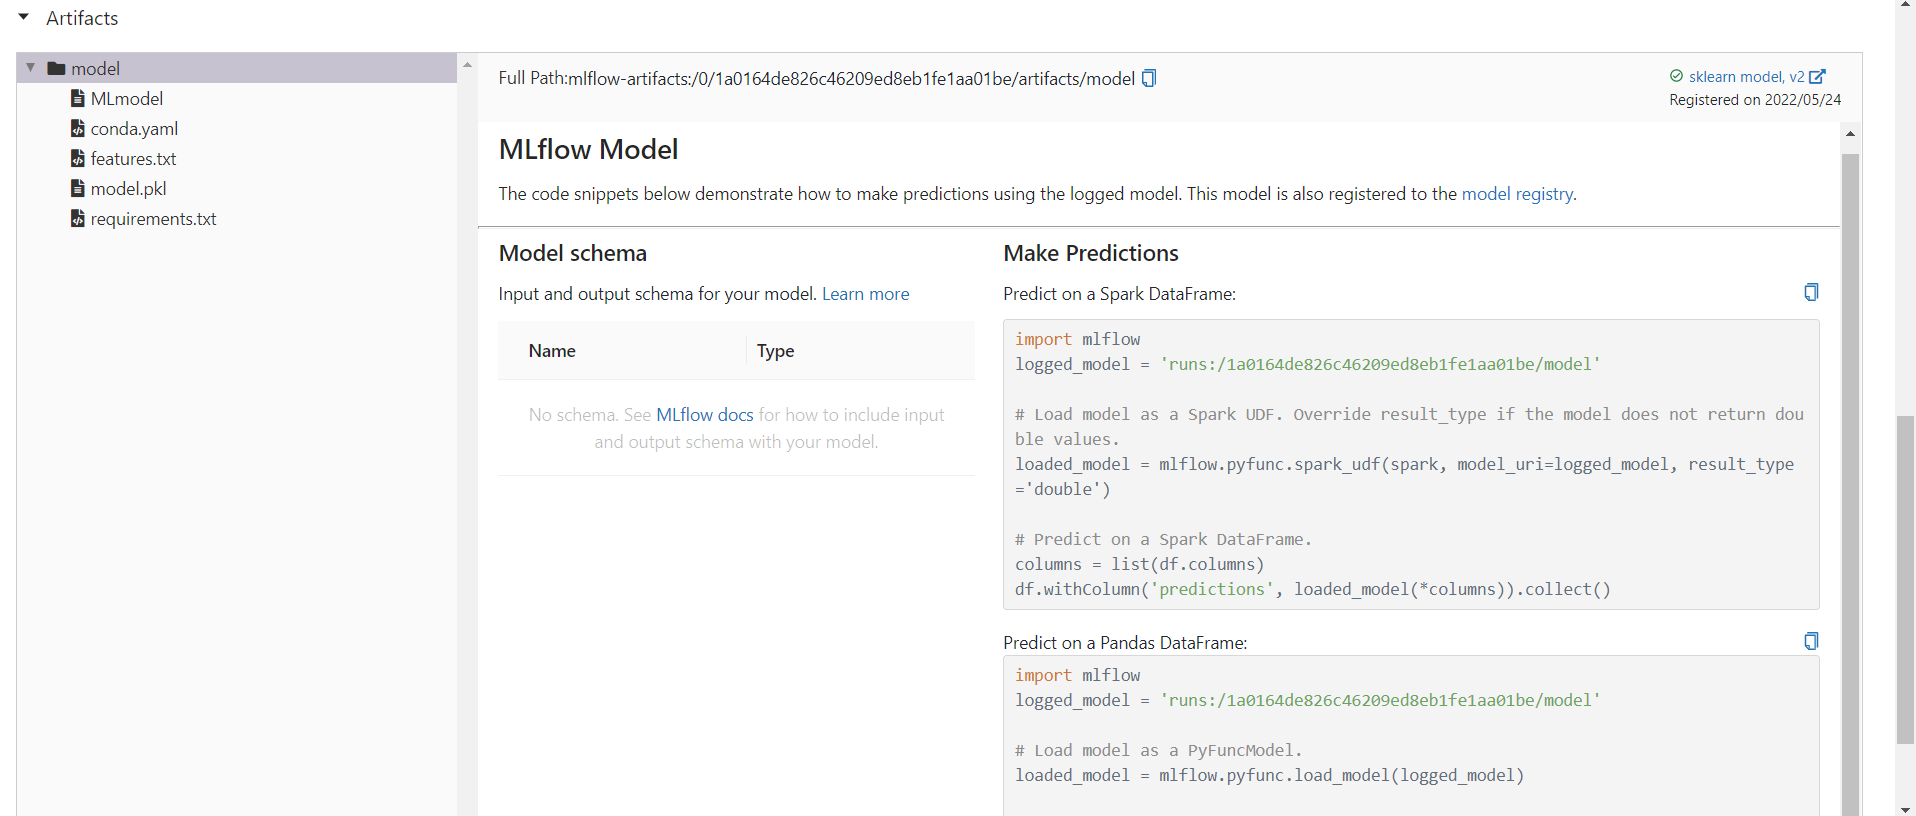 Artifacts
model
MLmodel
conda.yaml
features.txt
model.pkl
requirements.txt
Full Path:mlflow-artifacts:/0/1a0164de826c46209ed8eb1fe1aa01be/artifacts/model
sklearn model, v2
Registered on 2022/05/24
MLflow Model
The code snippets below demonstrate how to make predictions using the logged model. This model is also registered to the model registry.
Model schema
Input and output schema for your model. Learn more
Name Type
No schema. See MLflow docs for how to include input
and output schema with your model.
Make Predictions
Predict on a Spark DataFrame:
import mlflow
logged_model = 'runs:/1a0164de826c46209ed8eb1fe1aa01be/model'
# Load model as a Spark UDF. Override result_type if the model does not return dou
ble values.
loaded_model = mlflow.pyfunc.spark_udf(spark, model_uri=logged_model, result_type
='double')
# Predict on a Spark DataFrame.
columns = list(df.columns)
df.withColumn('predictions', loaded_model(*columns)).collect()
Predict on a Pandas DataFrame:
import mlflow
logged_model = 'runs:/1a0164de826c46209ed8eb1fe1aa01be/model'
# Load model as a PyFuncModel.
loaded_model = mlflow.pyfunc.load_model(logged_model)